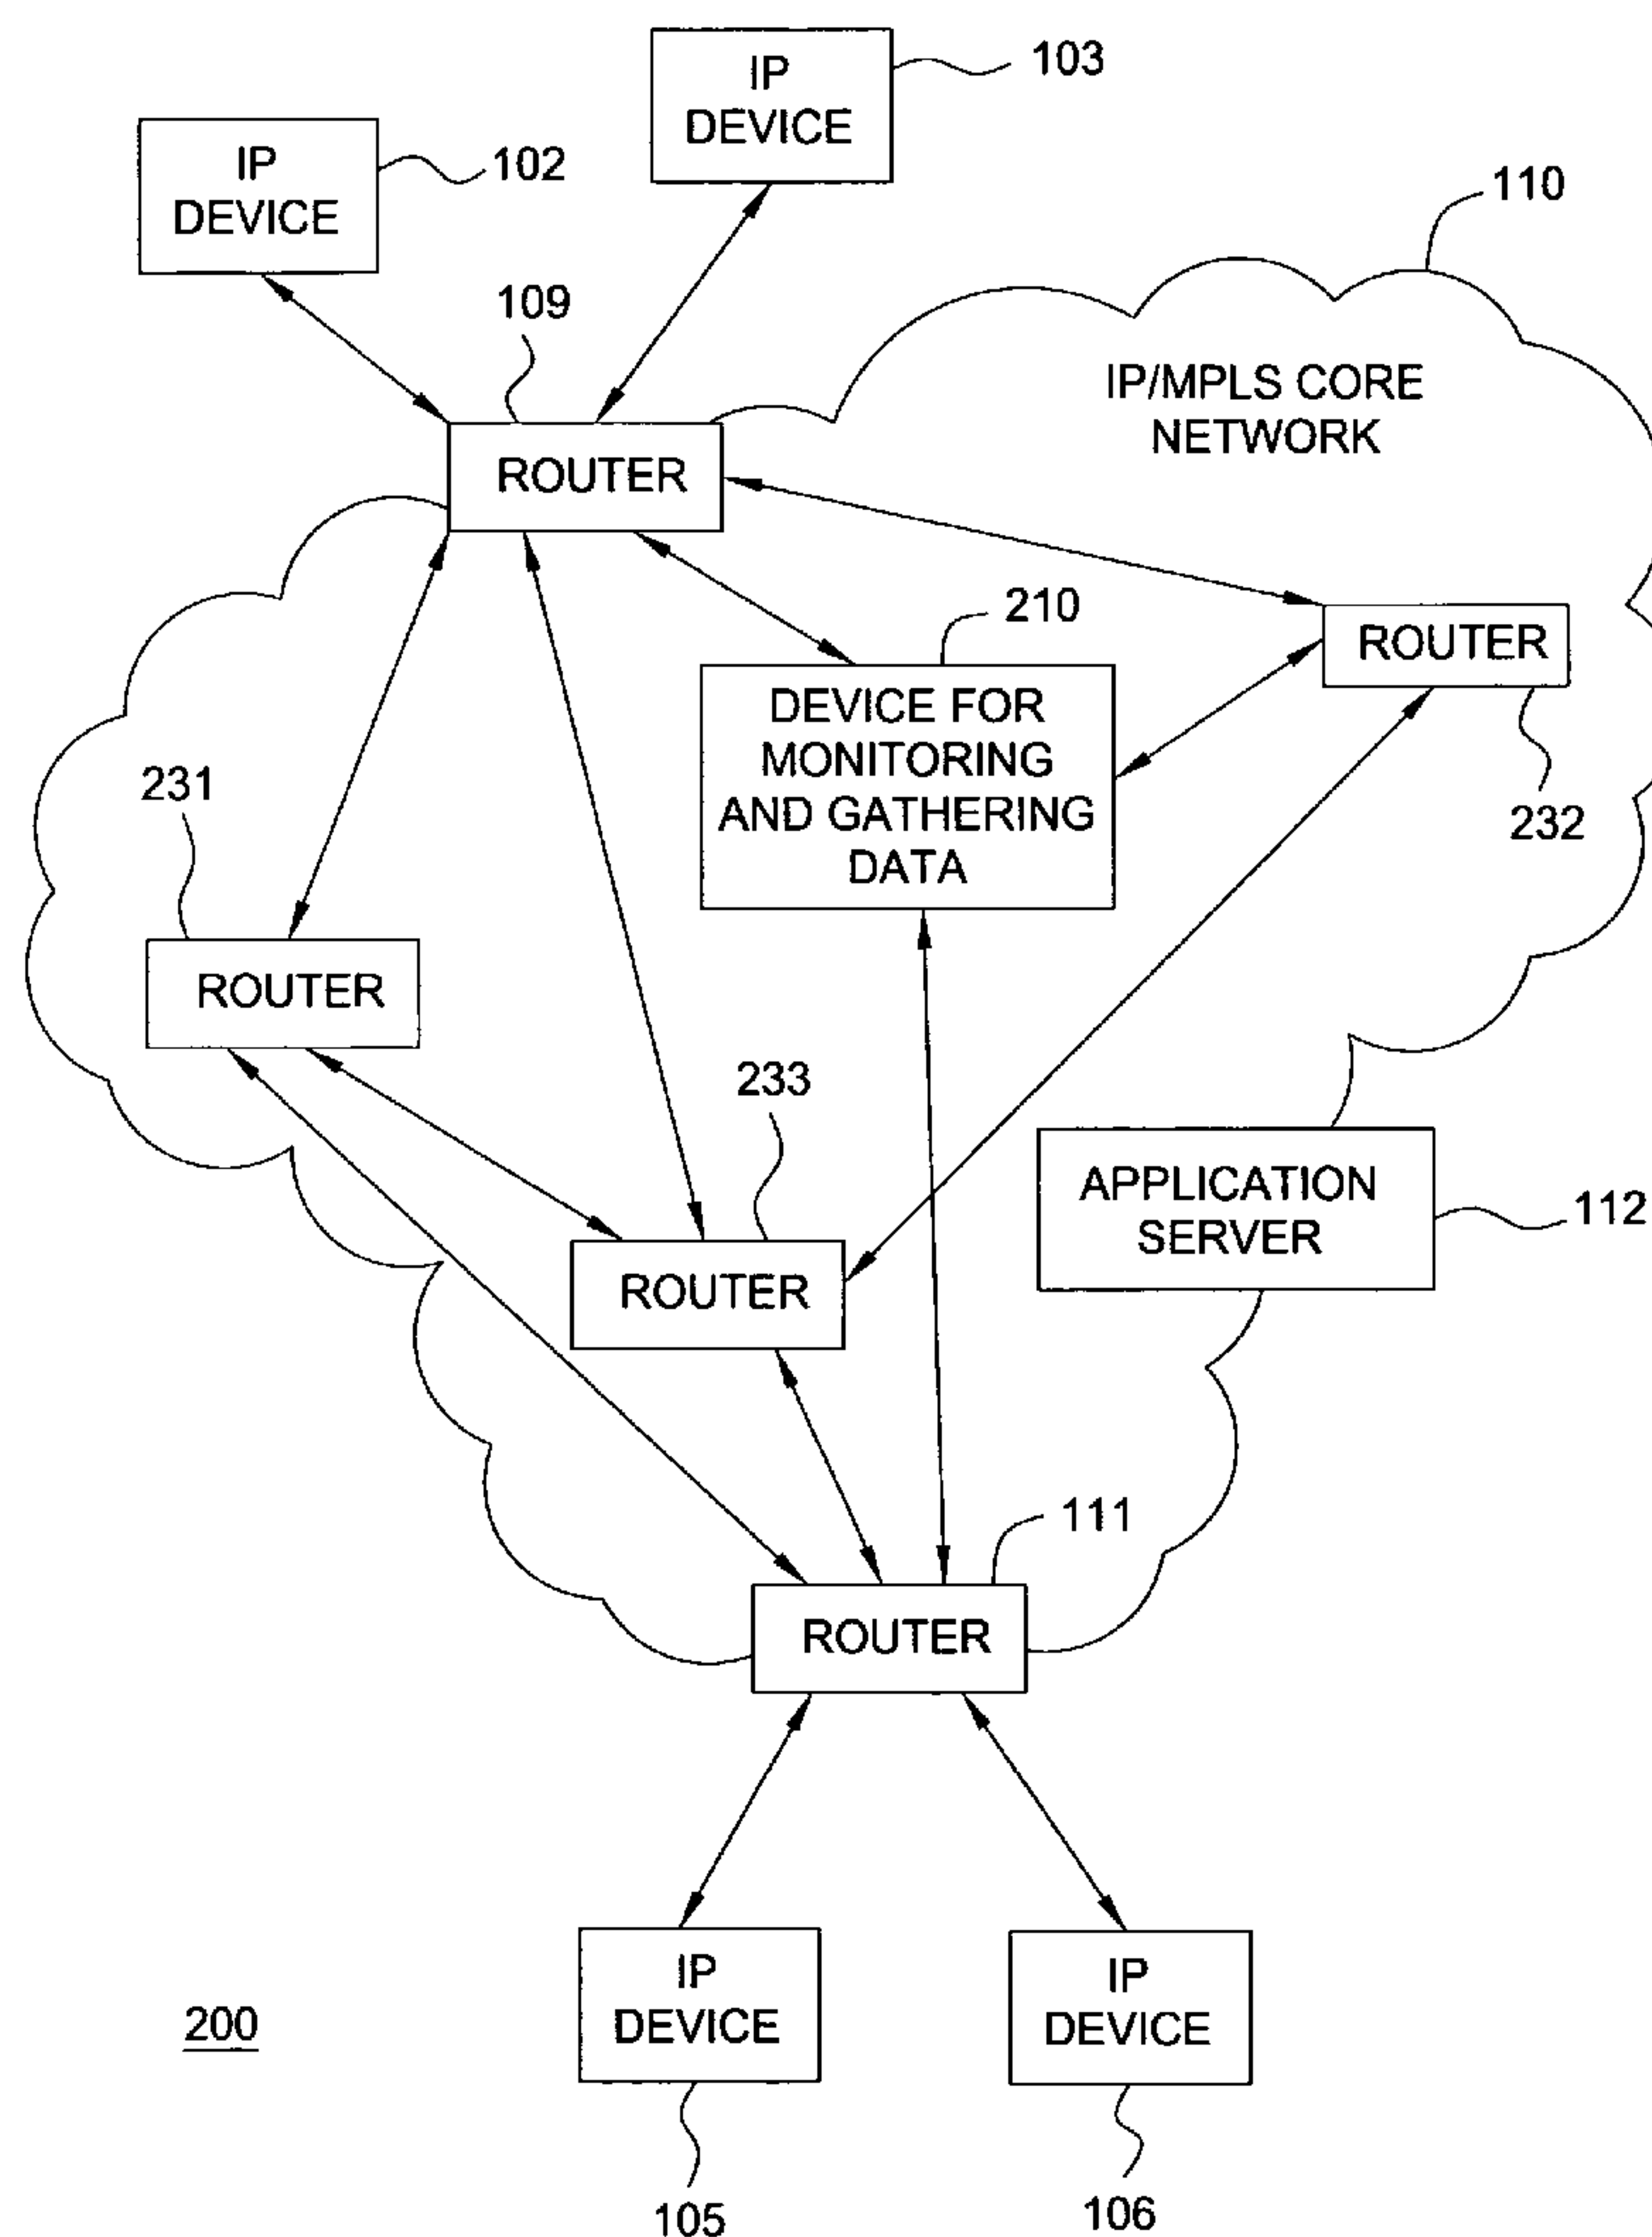 IP
DEVICE
103
IP
DEVICE
102
110
109
IP/MPLS CORE
NETWORK
ROUTER
210
ROUTER
232
DEVICE FOR
MONITORING
AND GATHERING
DATA
231
ROUTER
233
APPLICATION
SERVER
112
ROUTER
111
ROUTER
IP
DEVICE
105
IP
DEVICE
106
200